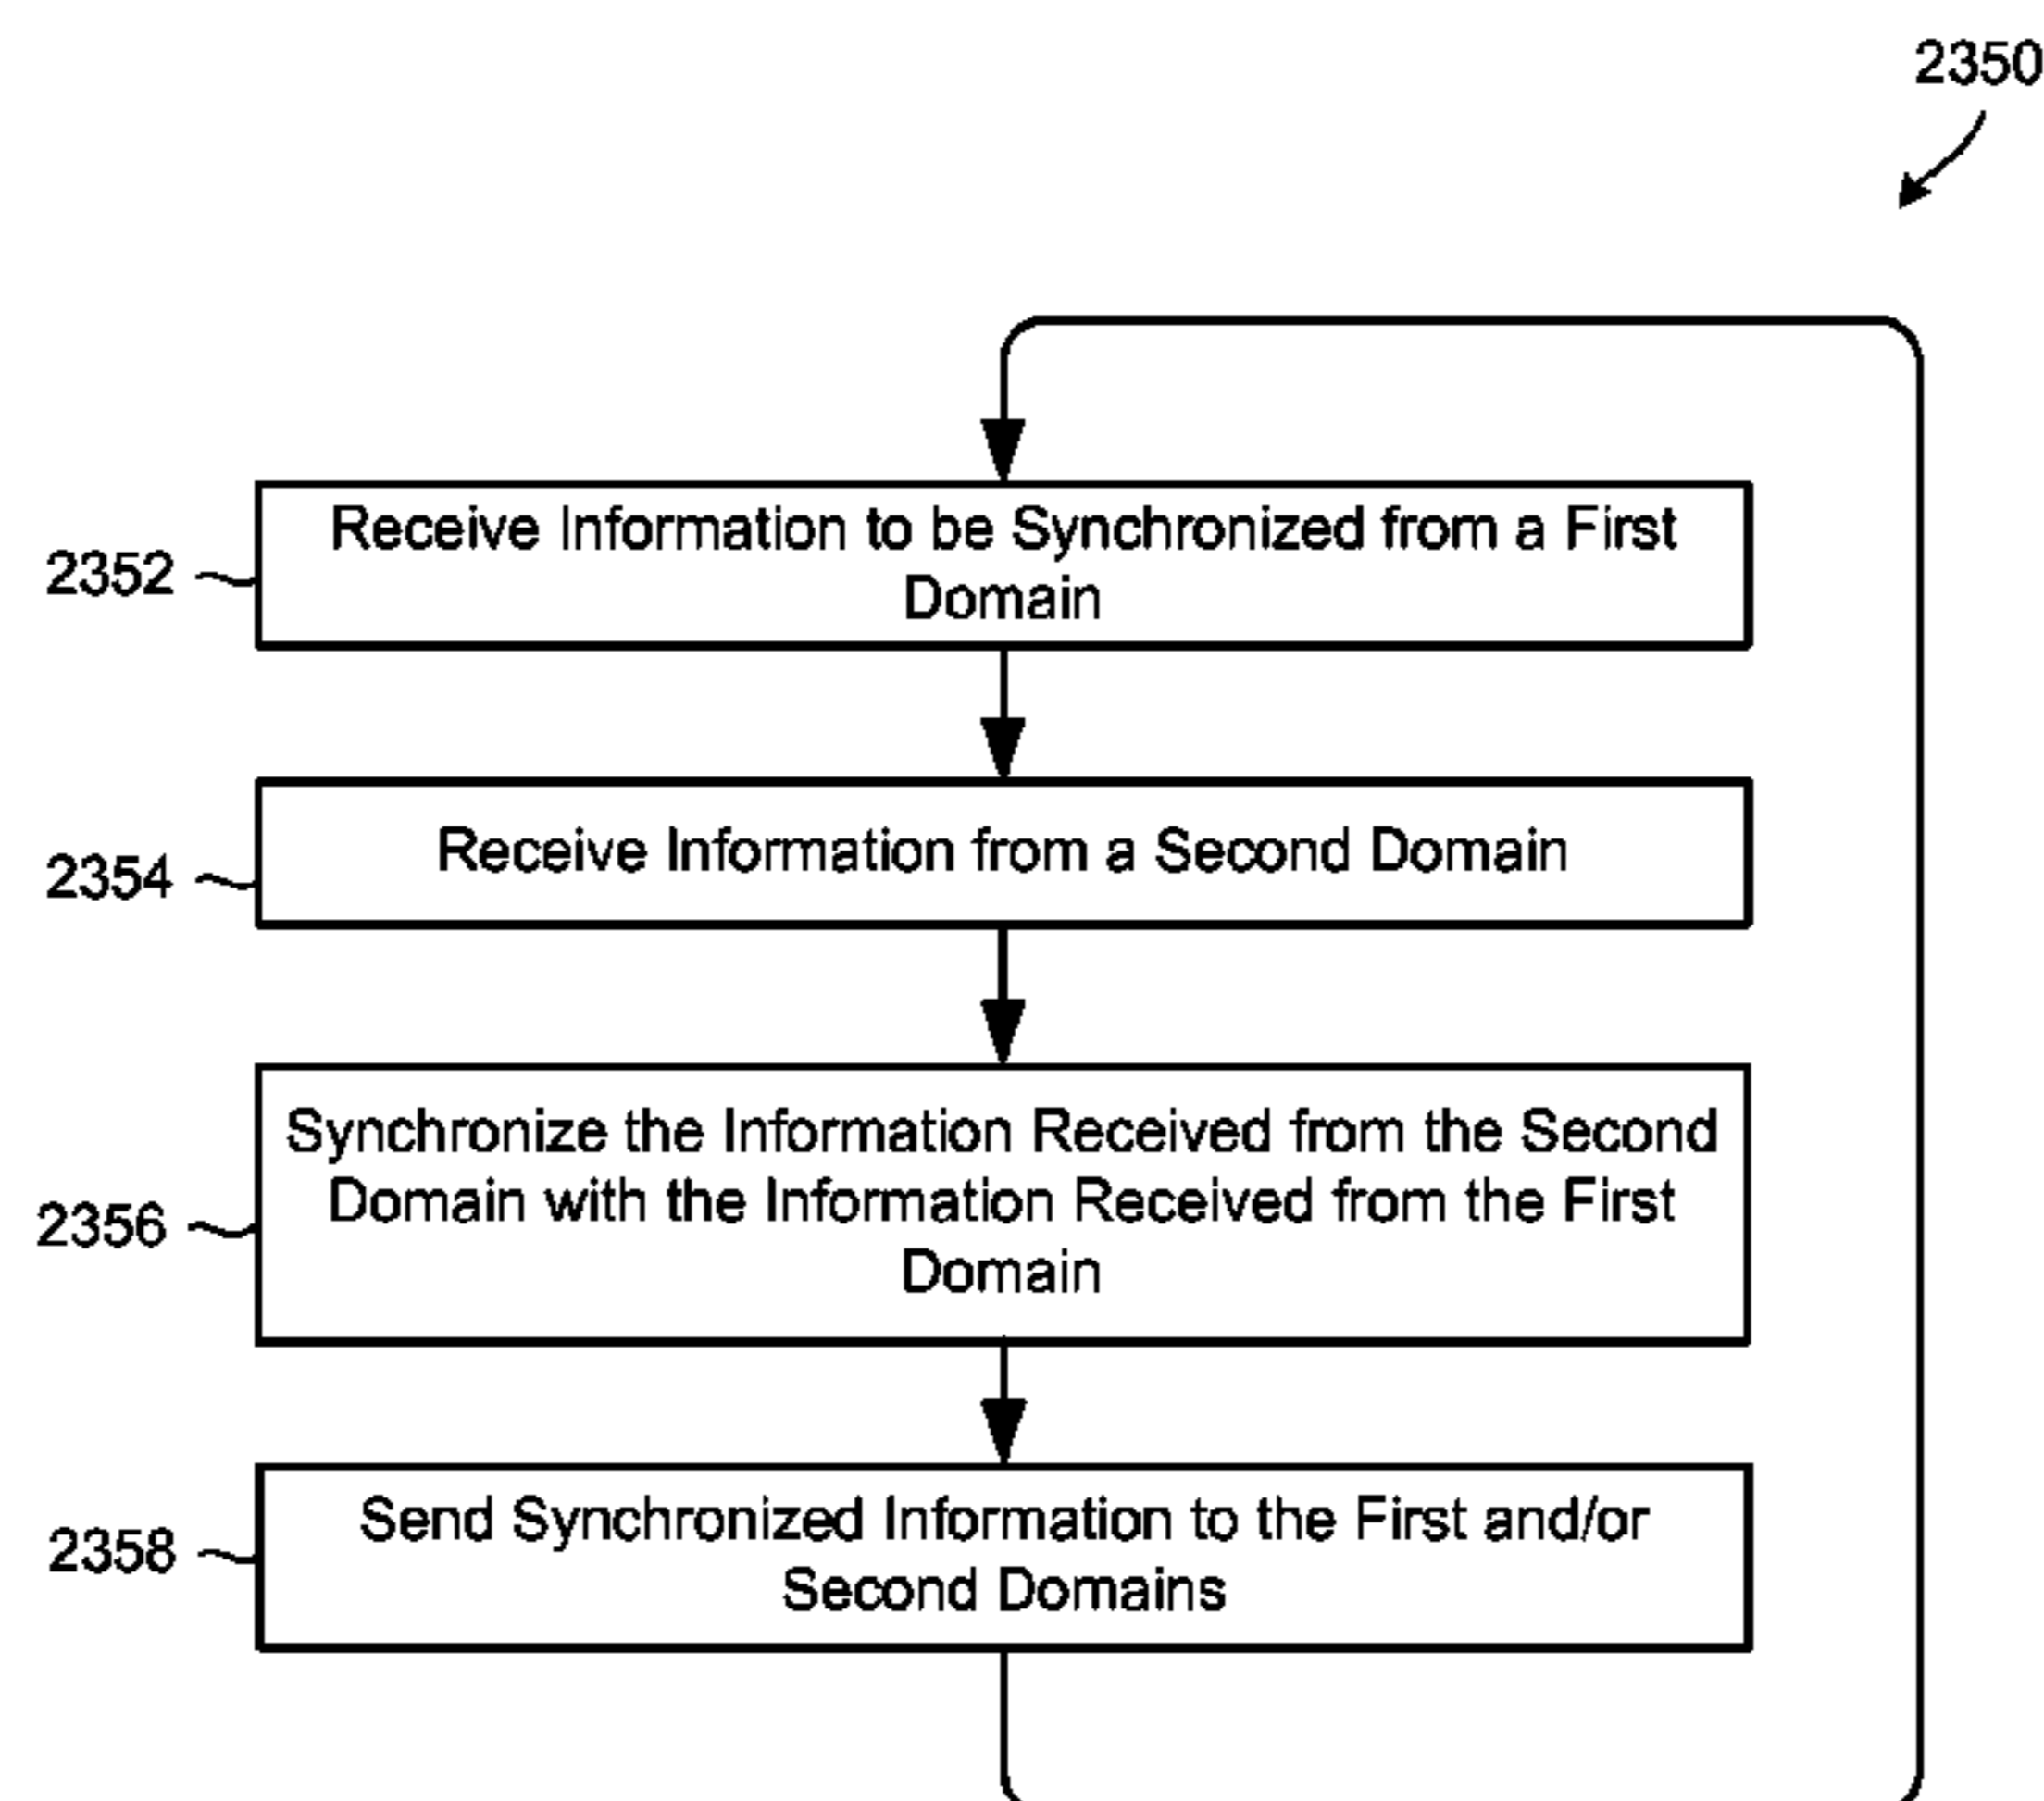 2350
2352
Receive Information to be Synchronized from a First
Domain
2354
Receive Information from a Second Domain
2356
Synchronize the Information Received from the Second
Domain with the Information Received from the First
Domain
2358
Send Synchronized Information to the First and/or
Second Domains